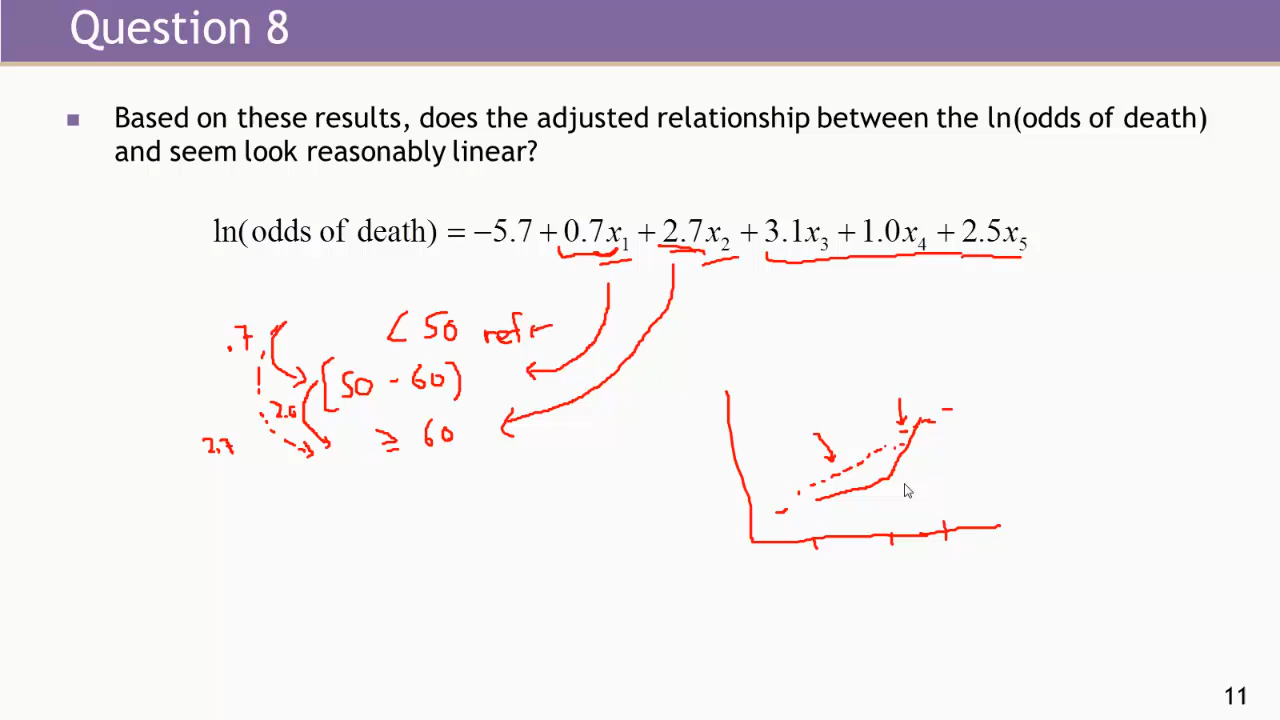 Question 8
Based on these results, does the adjusted relationship between the ln(odds of death)
and seem look reasonably linear?
ln(odds of death) = −5.7 + 0.7x₁ + 2.7x₂ + 3.1x₃ + 1.0x₄ + 2.5x₅
.7 < 50 ref
[50 - 60)
2.7 ≥ 60
11